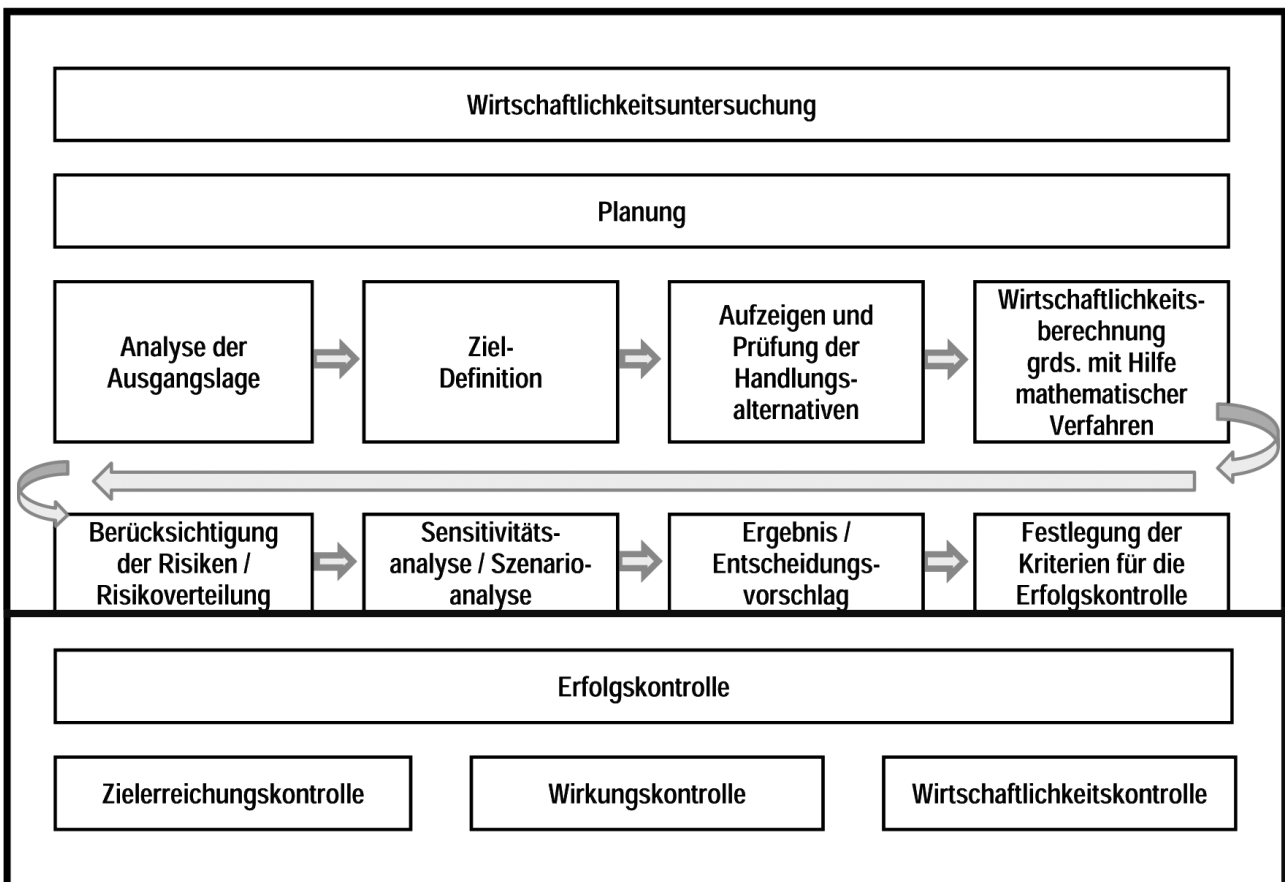 Wirtschaftlichkeitsuntersuchung
Planung
Analyse der
Ausgangslage
Ziel-
Definition
Aufzeigen und
Prüfung der
Handlungs-
alternativen
Wirtschaftlichkeits-
berechnung
grds. mit Hilfe
mathematischer
Verfahren
Berücksichtigung
der Risiken /
Risikoverteilung
Sensitivitäts-
analyse / Szenario-
analyse
Ergebnis /
Entscheidungs-
vorschlag
Festlegung der
Kriterien für die
Erfolgskontrolle
Erfolgskontrolle
Zielerreichungskontrolle
Wirkungskontrolle
Wirtschaftlichkeitskontrolle